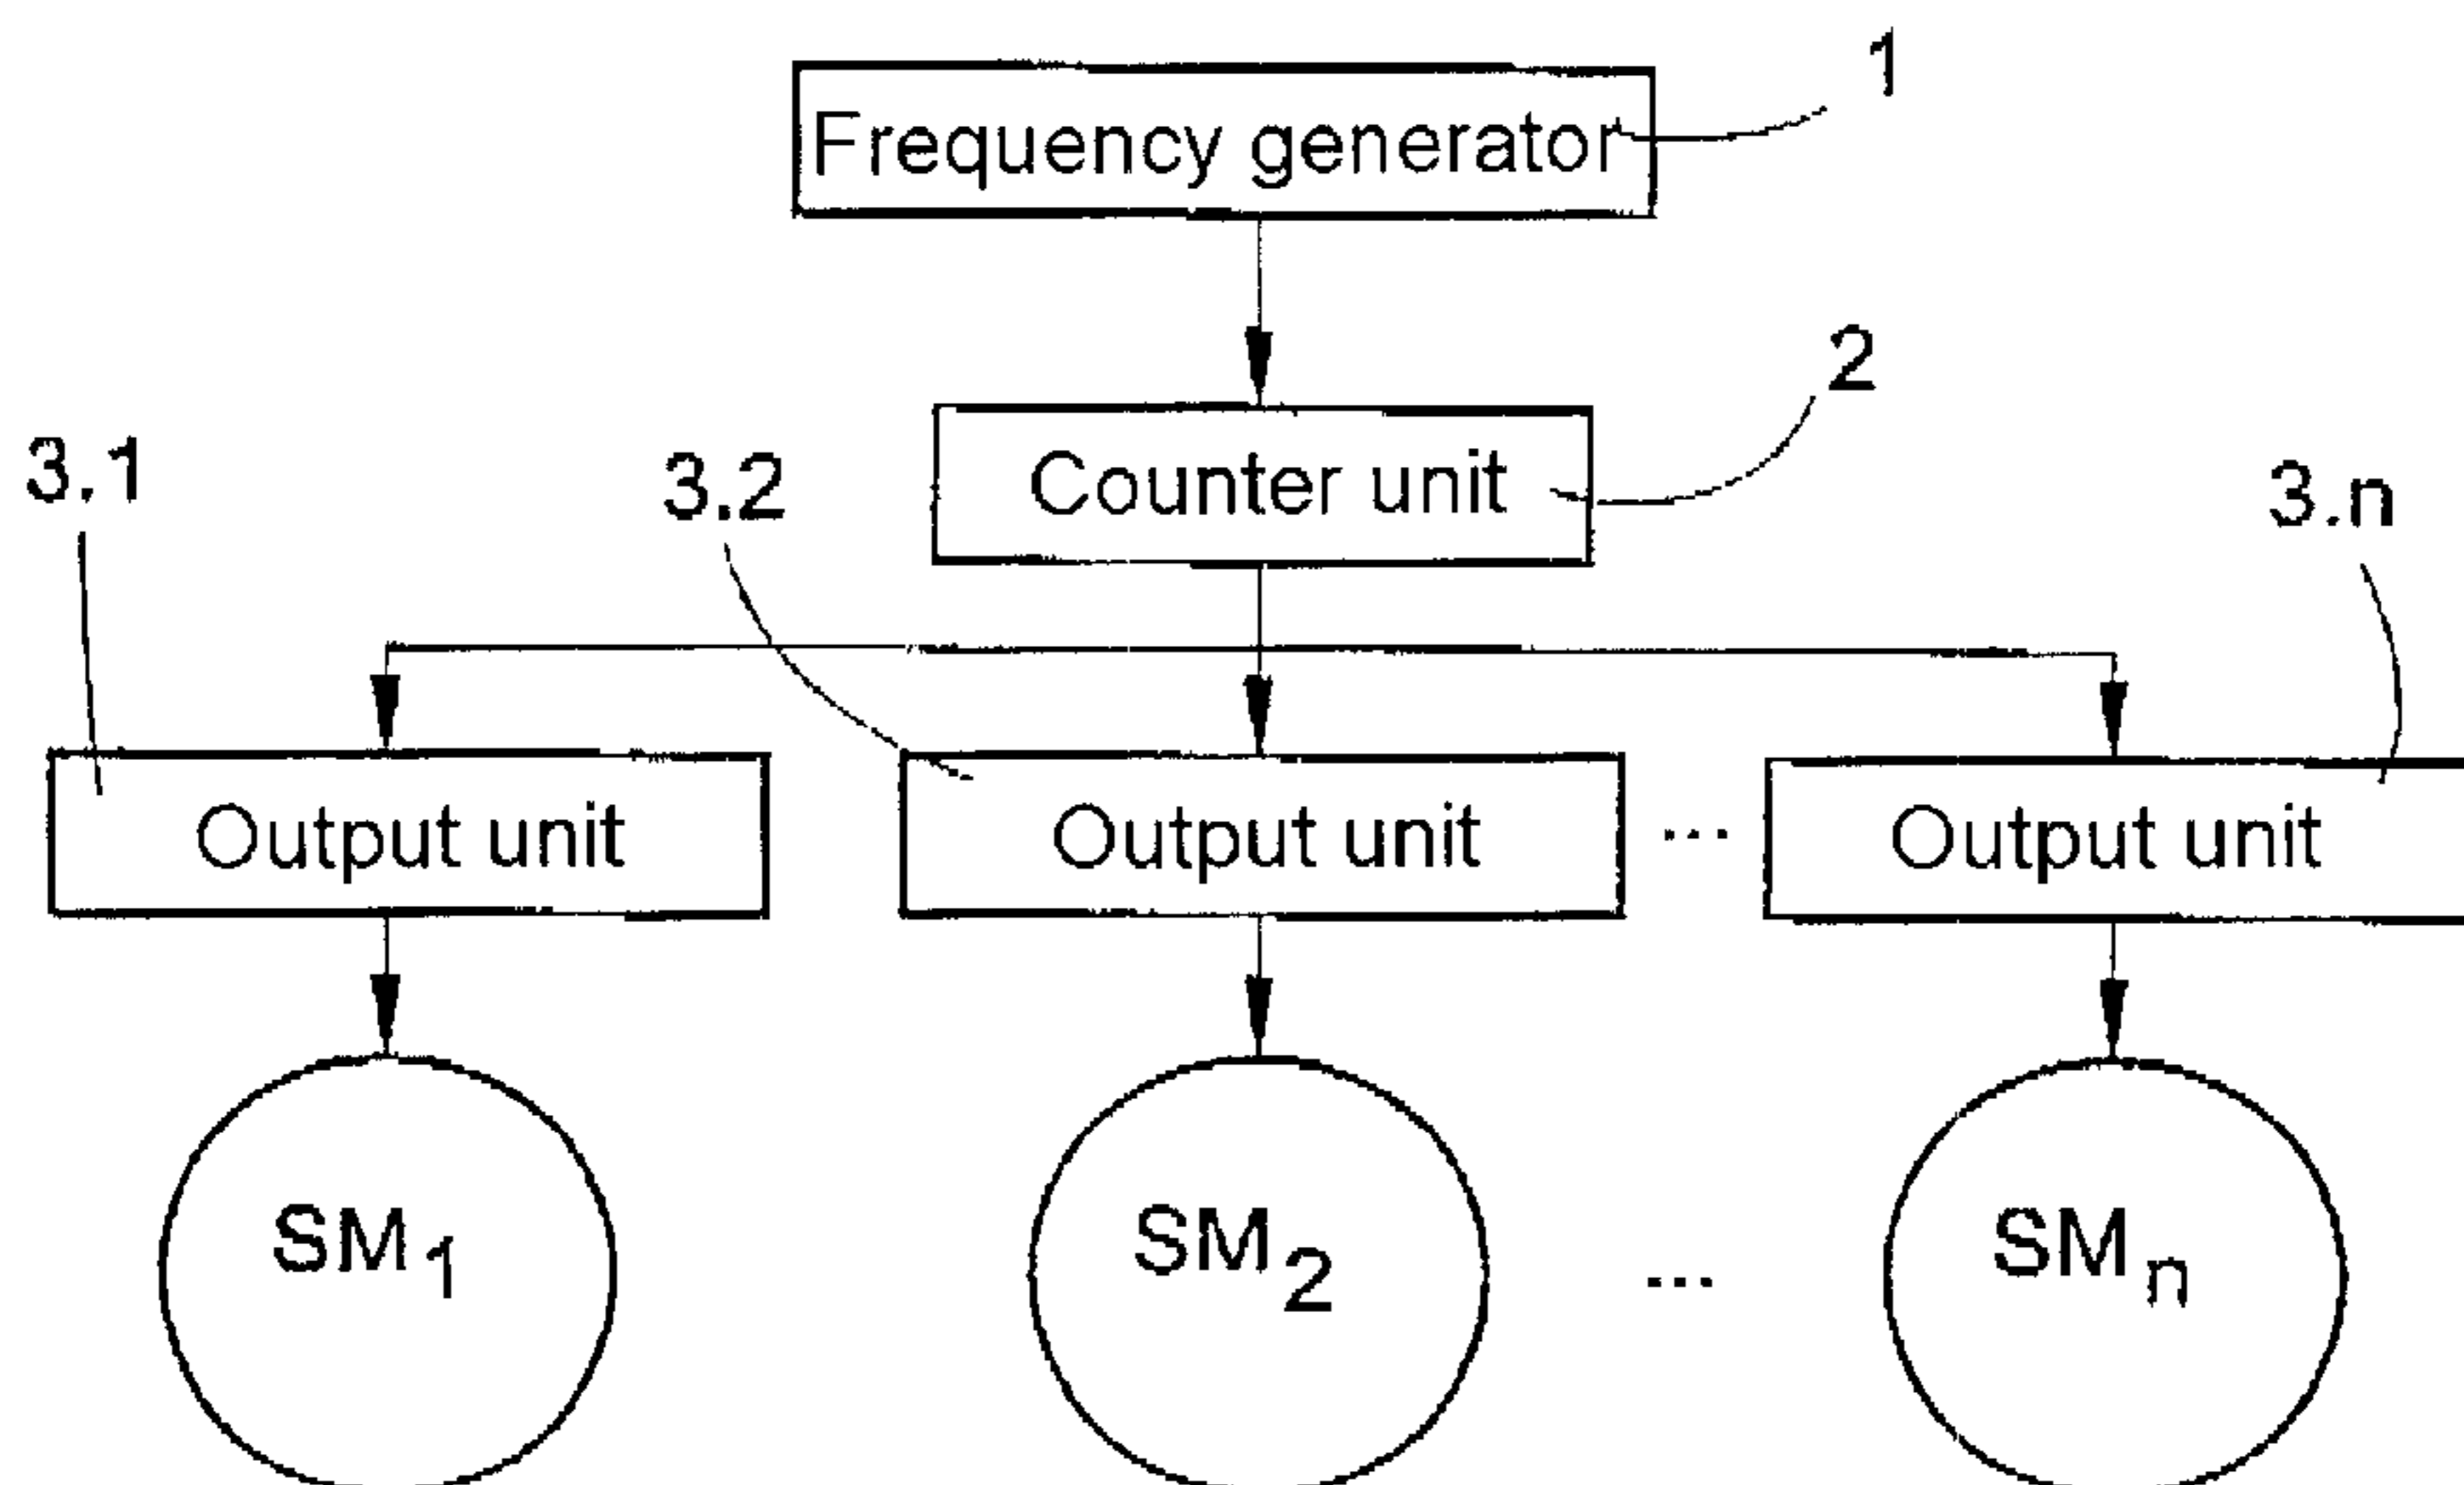 1
Frequency generator
2
Counter unit
3.1
3.2
3.n
Output unit
Output unit
...
Output unit
SM1
SM2
...
SMn